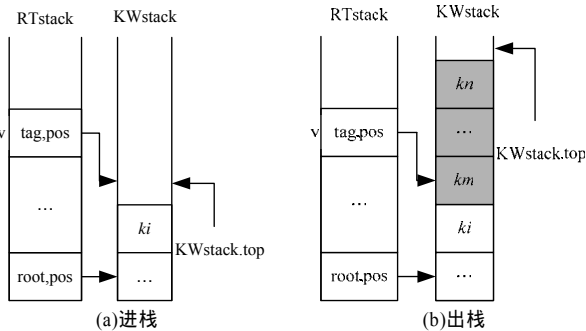 RTstack KWstack
v tag,pos
…
ki
KWstack.top
root,pos …
(a)进栈
RTstack KWstack
kn
v tag,pos …
KWstack.top
km
… ki
root,pos …
(b)出栈